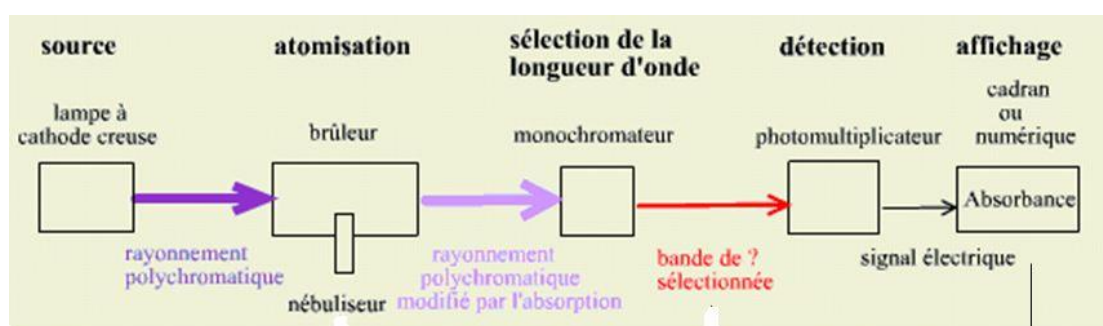 source
atomisation
sélection de la
longueur d'onde
détection
affichage
lampe à
cathode creuse
brûleur
monochromateur
photomultiplicateur
cadran
ou
numérique
Absorbance
rayonnement
polychromatique
nébuliseur
rayonnement
polychromatique
modifié par l'absorption
bande de ?
sélectionnée
signal électrique